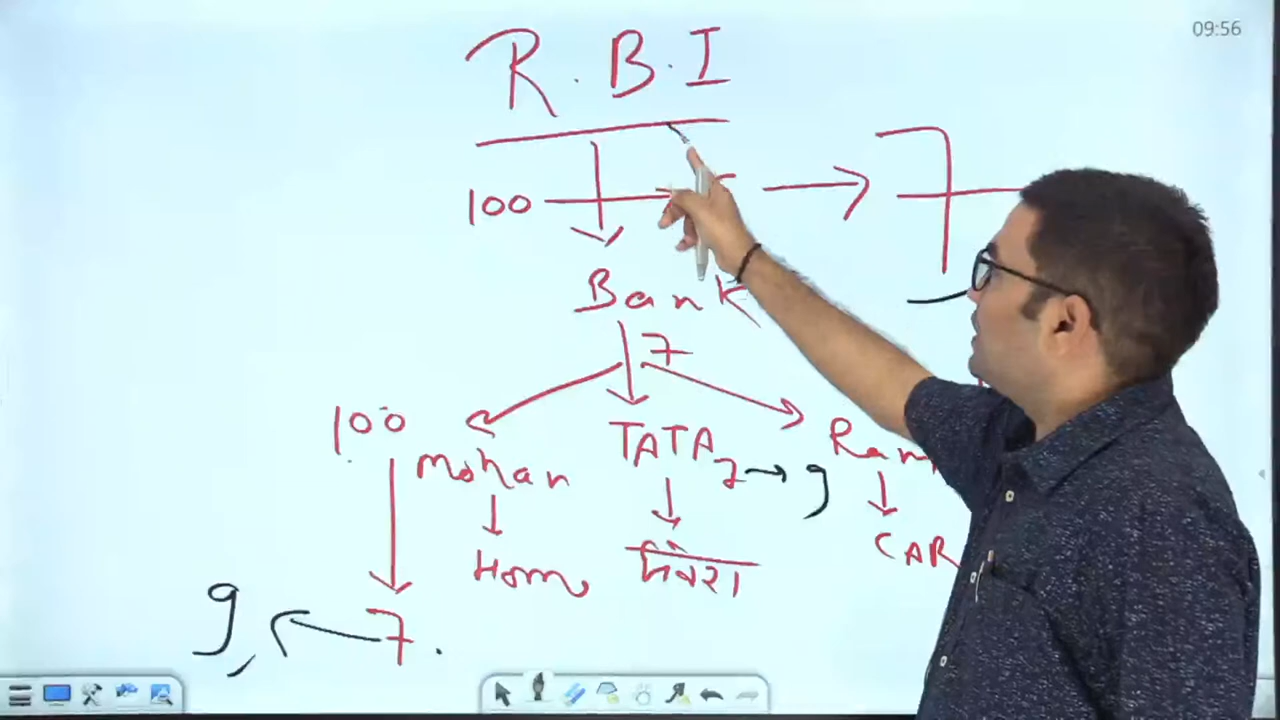 09:56
R.B.I
100 → → 7
Bank
7
100 Mohan TATA 7 → 9 Ram
Home CAR
9, ← 7.